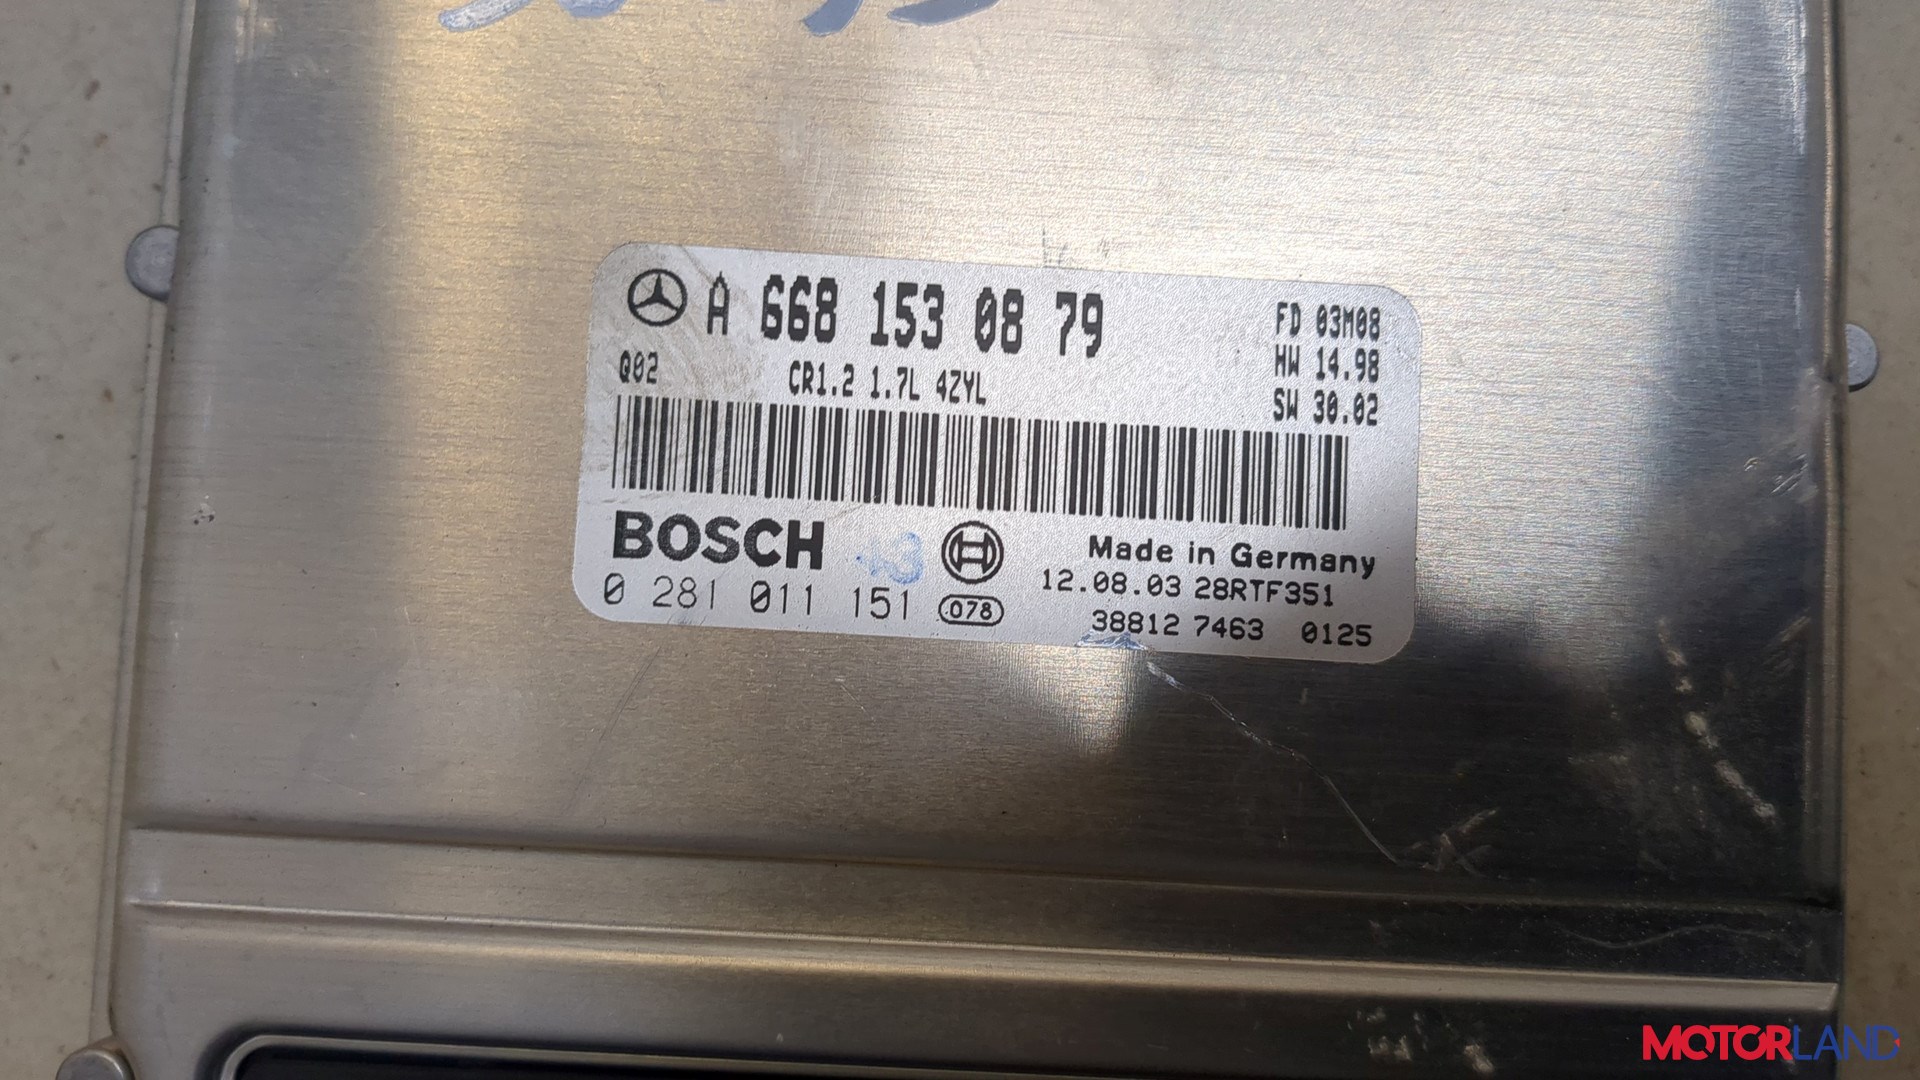 A 668 153 08 79
FD 03M08
HW 14.98
SW 30.02
Q02
CR1.2 1.7L 4ZYL
BOSCH
43
Made in Germany
0 281 011 151
078
12.08.03 28RTF351
38812 7463 0125
MOTORLAND